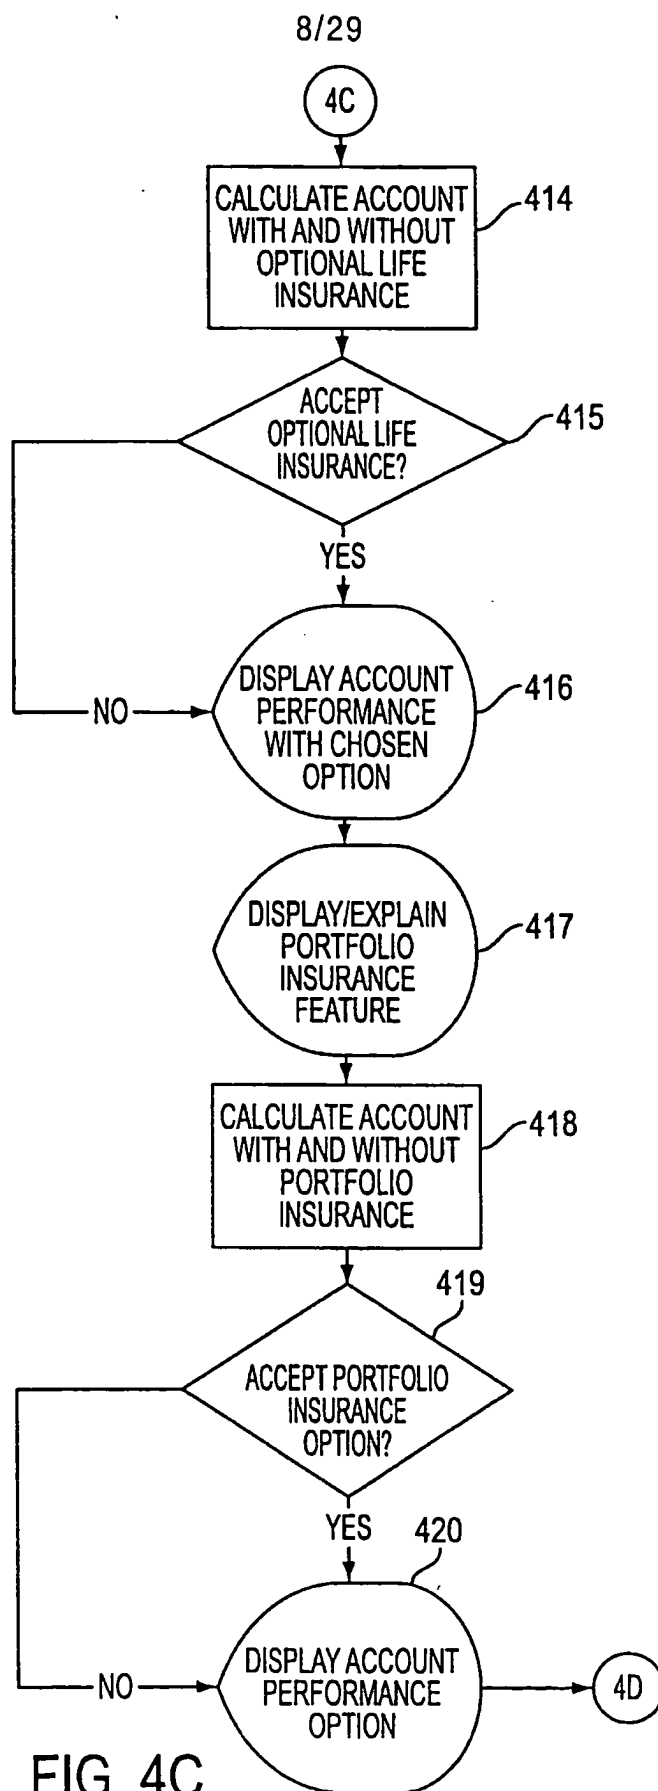 8/29
4C
CALCULATE ACCOUNT
WITH AND WITHOUT
OPTIONAL LIFE
INSURANCE
414
ACCEPT
OPTIONAL LIFE
INSURANCE?
415
YES
NO
DISPLAY ACCOUNT
PERFORMANCE
WITH CHOSEN
OPTION
416
DISPLAY/EXPLAIN
PORTFOLIO
INSURANCE
FEATURE
417
CALCULATE ACCOUNT
WITH AND WITHOUT
PORTFOLIO
INSURANCE
418
419
ACCEPT PORTFOLIO
INSURANCE
OPTION?
YES
420
NO
DISPLAY ACCOUNT
PERFORMANCE
OPTION
4D
FIG. 4C